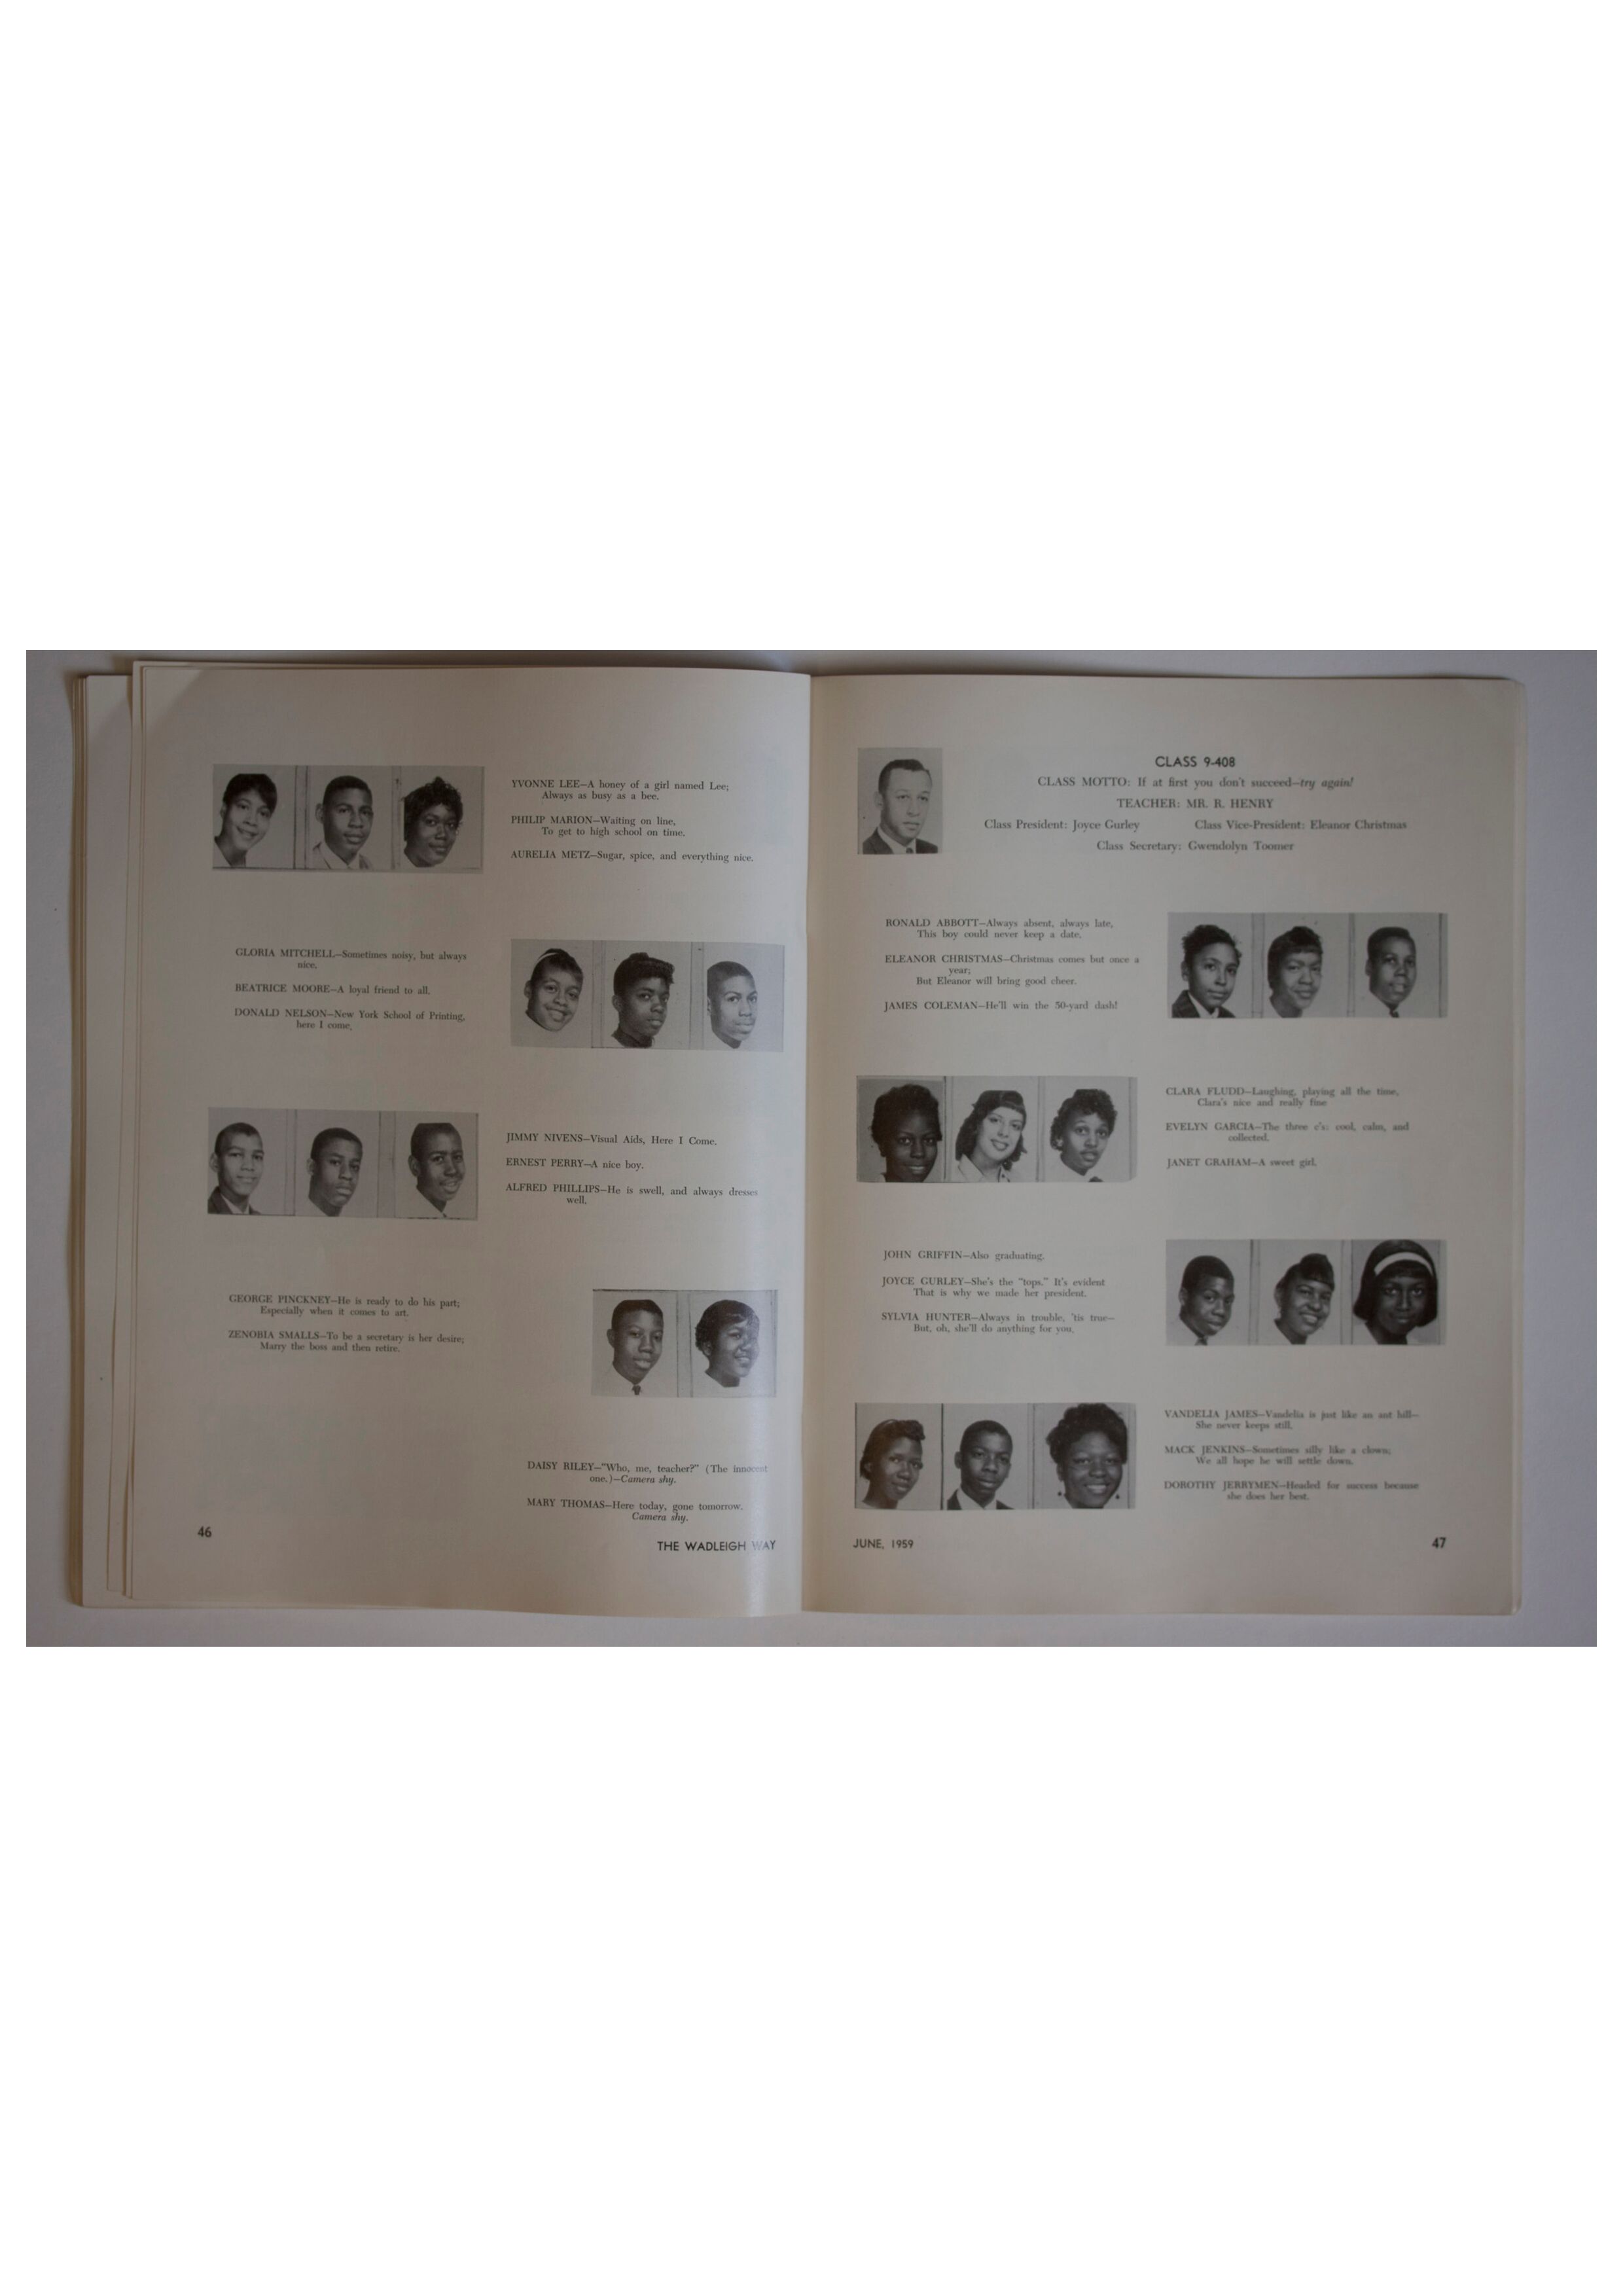 YVONNE LEE—A honey of a girl named Lee;
Always as busy as a bee.
PHILIP MARION—Waiting on line,
To get to high school on time.
AURELIA METZ—Sugar, spice, and everything nice.
GLORIA MITCHELL—Sometimes noisy, but always
nice.
BEATRICE MOORE—A loyal friend to all.
DONALD NELSON—New York School of Printing,
here I come.
JIMMY NIVENS—Visual Aids, Here I Come.
ERNEST PERRY—A nice boy.
ALFRED PHILLIPS—He is swell, and always dresses
well.
GEORGE PINCKNEY—He is ready to do his part;
Especially when it comes to art.
ZENOBIA SMALLS—To be a secretary is her desire;
Marry the boss and then retire.
DAISY RILEY—"Who, me, teacher?" (The innocent
one.)—Camera shy.
MARY THOMAS—Here today, gone tomorrow.
Camera shy.
46
THE WADLEIGH WAY
CLASS 9-408
CLASS MOTTO: If at first you don't succeed—try again!
TEACHER: MR. R. HENRY
Class President: Joyce Gurley Class Vice-President: Eleanor Christmas
Class Secretary: Gwendolyn Toomer
RONALD ABBOTT—Always absent, always late,
This boy could never keep a date.
ELEANOR CHRISTMAS—Christmas comes but once a
year;
But Eleanor will bring good cheer.
JAMES COLEMAN—He'll win the 50-yard dash!
CLARA FLUDD—Laughing, playing all the time,
Clara's nice and really fine
EVELYN GARCIA—The three c's: cool, calm, and
collected.
JANET GRAHAM—A sweet girl.
JOHN GRIFFIN—Also graduating.
JOYCE GURLEY—She's the "tops." It's evident
That is why we made her president.
SYLVIA HUNTER—Always in trouble, 'tis true—
But, oh, she'll do anything for you.
VANDELIA JAMES—Vandelia is just like an ant hill—
She never keeps still.
MACK JENKINS—Sometimes silly like a clown;
We all hope he will settle down.
DOROTHY JERRYMEN—Headed for success because
she does her best.
JUNE, 1959
47